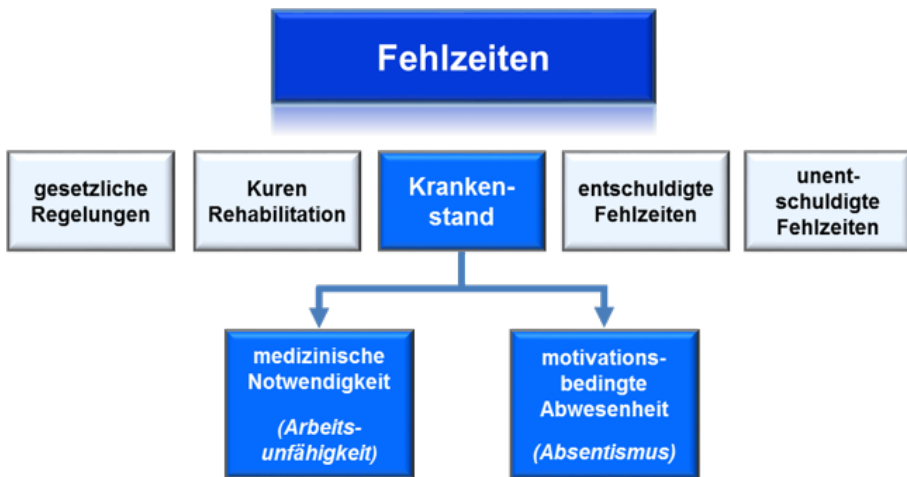 Fehlzeiten
gesetzliche
Regelungen
Kuren
Rehabilitation
Kranken-
stand
entschuldigte
Fehlzeiten
unent-
schuldigte
Fehlzeiten
medizinische
Notwendigkeit
(Arbeits-
unfähigkeit)
motivations-
bedingte
Abwesenheit
(Absentismus)